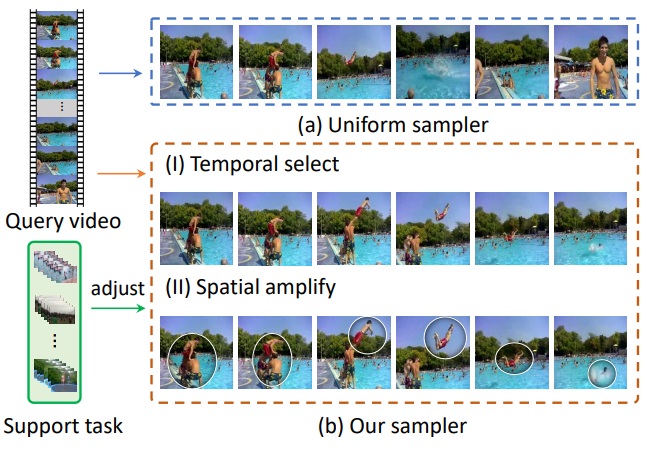 (a) Uniform sampler
(I) Temporal select
Query video
adjust
(II) Spatial amplify
Support task
(b) Our sampler